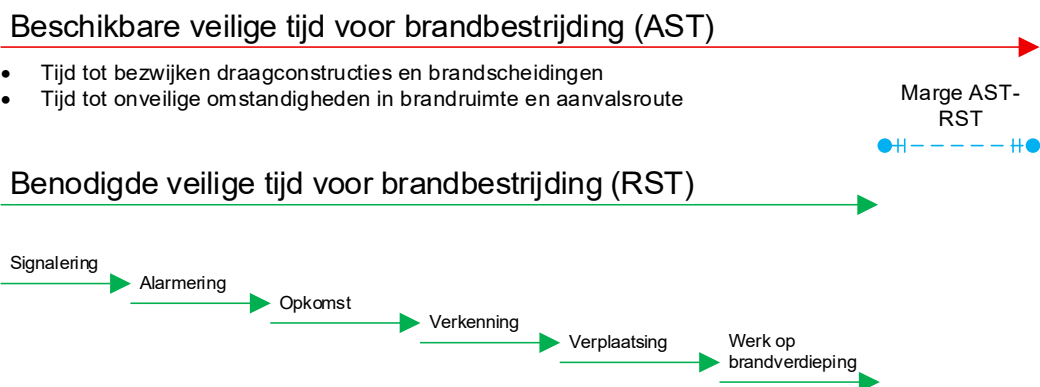 Beschikbare veilige tijd voor brandbestrijding (AST)
• Tijd tot bezwijken draagconstructies en brandscheidingen
• Tijd tot onveilige omstandigheden in brandruimte en aanvalsroute
Marge AST-
RST
Benodigde veilige tijd voor brandbestrijding (RST)
Signalering
Alarmering
Opkomst
Verkenning
Verplaatsing
Werk op
brandverdieping